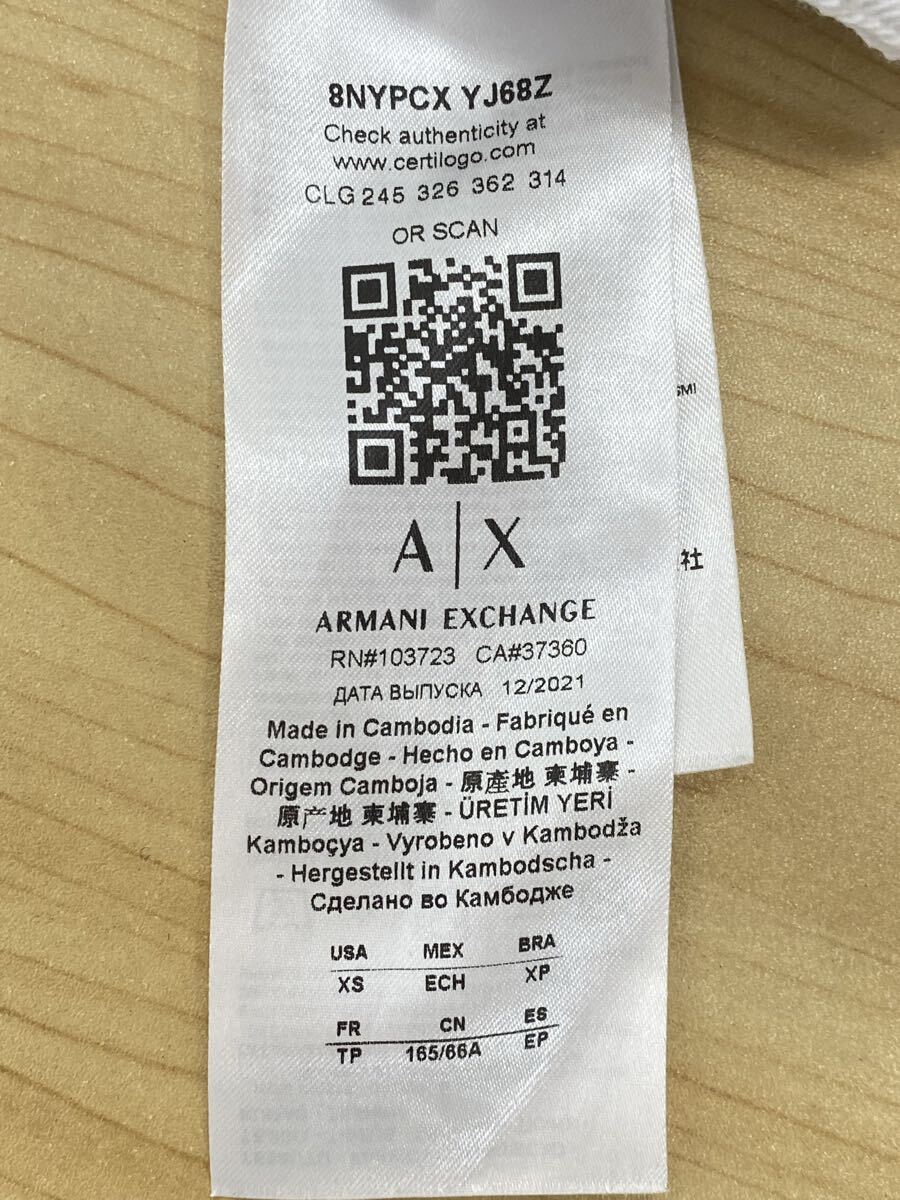 8NYPCX YJ68Z
Check authenticity at
www.certilogo.com
CLG 245 326 362 314
OR SCAN
A|X
ARMANI EXCHANGE
RN#103723 CA#37360
ДАТА ВЫПУСКА 12/2021
Made in Cambodia - Fabriqué en
Cambodge - Hecho en Camboya -
Origem Camboja - 原產地 柬埔寨 -
原产地 柬埔寨 - ÜRETİM YERİ
Kamboçya - Vyrobeno v Kambodža
- Hergestellt in Kambodscha -
Сделано во Камбодже
USA MEX BRA
XS ECH XP
FR CN ES
TP 165/66A EP
SMI
社